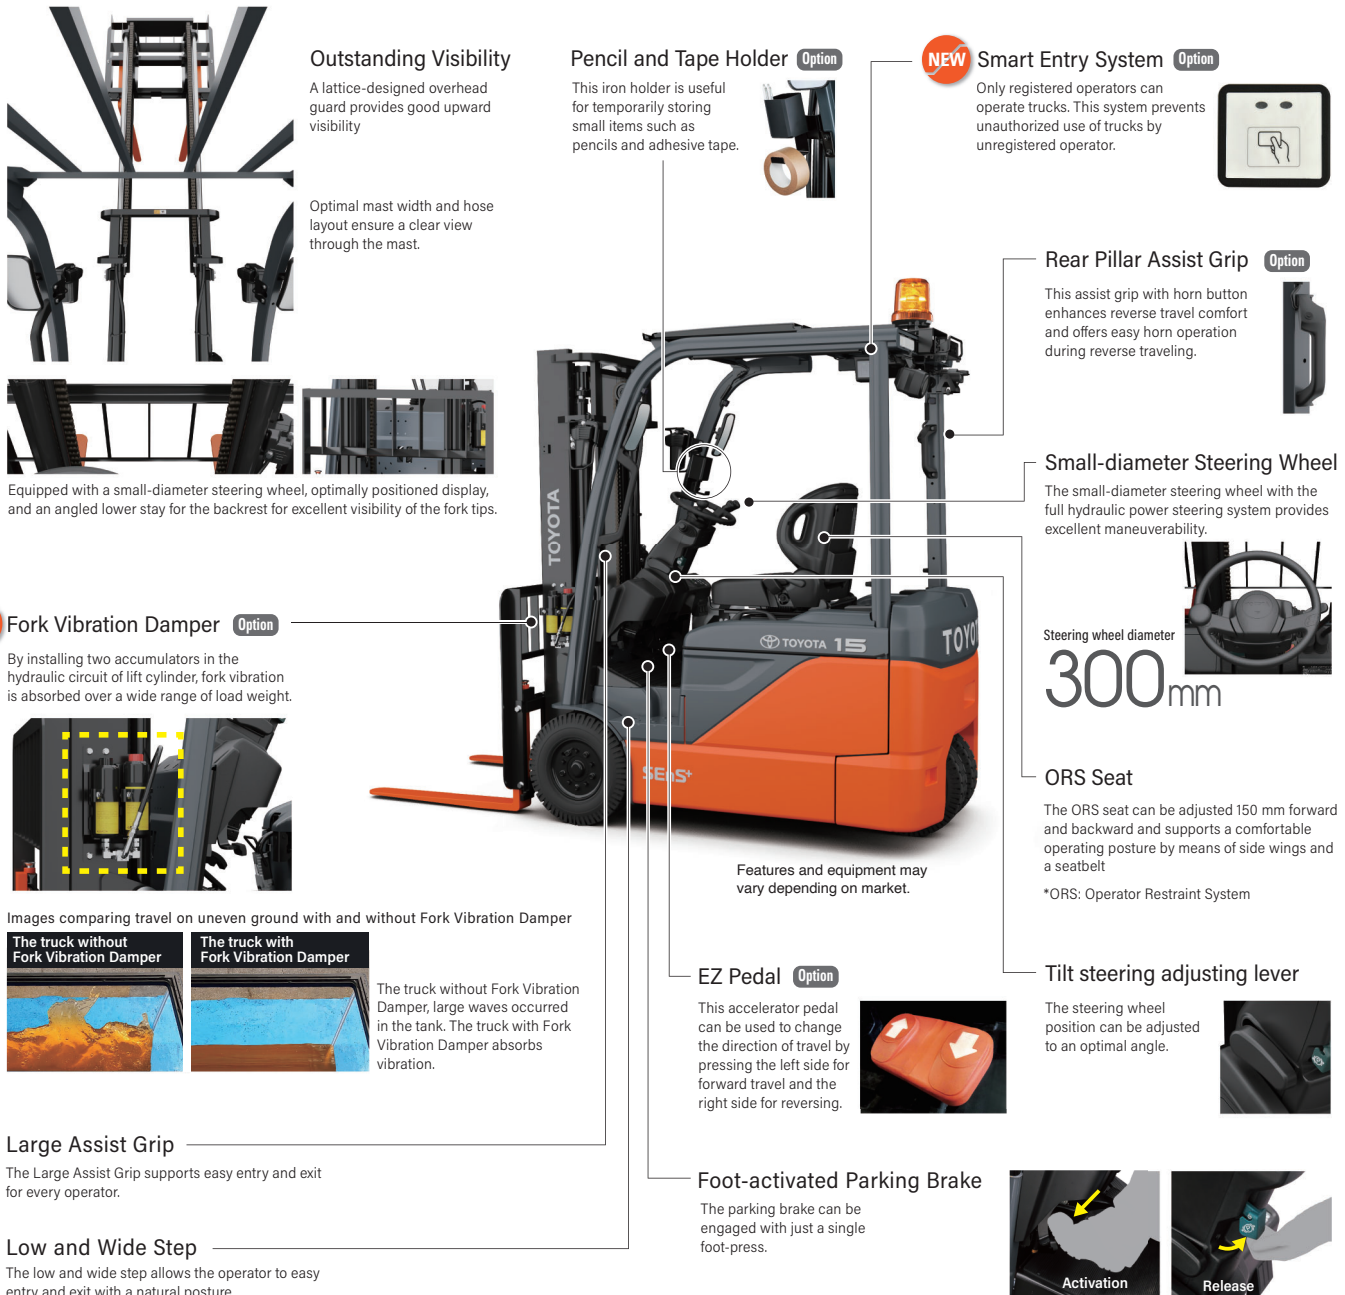 Outstanding Visibility
A lattice-designed overhead
guard provides good upward
visibility
Optimal mast width and hose
layout ensure a clear view
through the mast.
Equipped with a small-diameter steering wheel, optimally positioned display,
and an angled lower stay for the backrest for excellent visibility of the fork tips.
Pencil and Tape Holder Option
This iron holder is useful
for temporarily storing
small items such as
pencils and adhesive tape.
NEW Smart Entry System Option
Only registered operators can
operate trucks. This system prevents
unauthorized use of trucks by
unregistered operator.
Rear Pillar Assist Grip Option
This assist grip with horn button
enhances reverse travel comfort
and offers easy horn operation
during reverse traveling.
Small-diameter Steering Wheel
The small-diameter steering wheel with the
full hydraulic power steering system provides
excellent maneuverability.
Steering wheel diameter
300mm
TOYOTA
TOYOTA 15
TOYO
SEnS+
Features and equipment may
vary depending on market.
Fork Vibration Damper Option
By installing two accumulators in the
hydraulic circuit of lift cylinder, fork vibration
is absorbed over a wide range of load weight.
Images comparing travel on uneven ground with and without Fork Vibration Damper
The truck without
Fork Vibration Damper
The truck with
Fork Vibration Damper
The truck without Fork Vibration
Damper, large waves occurred
in the tank. The truck with Fork
Vibration Damper absorbs
vibration.
ORS Seat
The ORS seat can be adjusted 150 mm forward
and backward and supports a comfortable
operating posture by means of side wings and
a seatbelt
*ORS: Operator Restraint System
EZ Pedal Option
This accelerator pedal
can be used to change
the direction of travel by
pressing the left side for
forward travel and the
right side for reversing.
Tilt steering adjusting lever
The steering wheel
position can be adjusted
to an optimal angle.
Large Assist Grip
The Large Assist Grip supports easy entry and exit
for every operator.
Foot-activated Parking Brake
The parking brake can be
engaged with just a single
foot-press.
Activation
Release
Low and Wide Step
The low and wide step allows the operator to easy
entry and exit with a natural posture